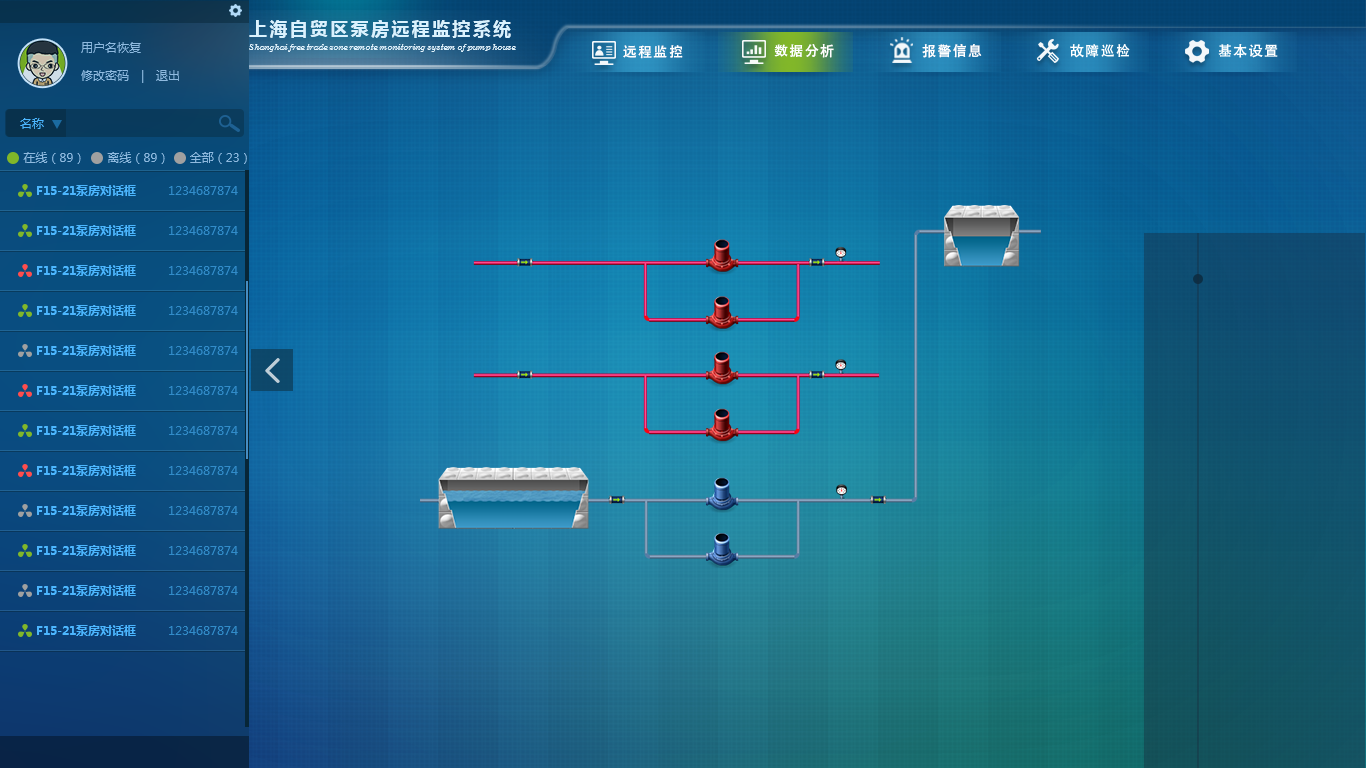 上海自贸区泵房远程监控系统
Shanghai free trade zone remote monitoring system of pump house
远程监控
数据分析
报警信息
故障巡检
基本设置
用户名恢复
修改密码 | 退出
名称
在线 ( 89 ) 离线 ( 89 ) 全部 ( 23 )
F15-21泵房对话框 1234687874
F15-21泵房对话框 1234687874
F15-21泵房对话框 1234687874
F15-21泵房对话框 1234687874
F15-21泵房对话框 1234687874
F15-21泵房对话框 1234687874
F15-21泵房对话框 1234687874
F15-21泵房对话框 1234687874
F15-21泵房对话框 1234687874
F15-21泵房对话框 1234687874
F15-21泵房对话框 1234687874
F15-21泵房对话框 1234687874